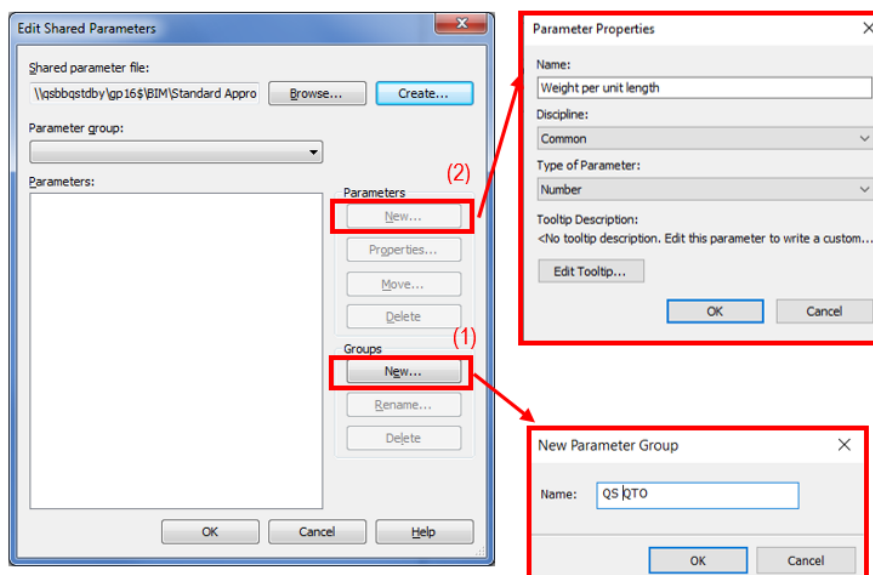 Edit Shared Parameters
Shared parameter file:
\\qsbbqstdby\gp16$\BIM\Standard Appro
Browse...
Create...
Parameter group:
Parameters:
(2)
Parameters
New...
Properties...
Move...
Delete
(1)
Groups
New...
Rename...
Delete
OK
Cancel
Help
Parameter Properties
Name:
Weight per unit length
Discipline:
Common
Type of Parameter:
Number
Tooltip Description:
<No tooltip description. Edit this parameter to write a custom...
Edit Tooltip...
OK
Cancel
New Parameter Group
Name:
QS QTO
OK
Cancel